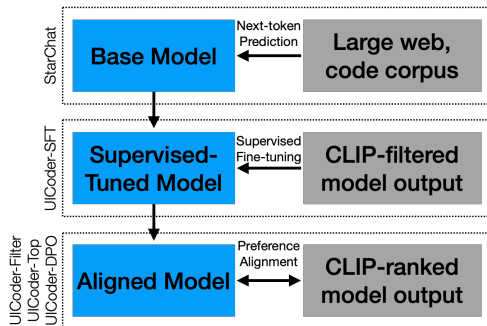 StarChat
Base Model
Next-token
Prediction
Large web,
code corpus
UICoder-SFT
Supervised-
Tuned Model
Supervised
Fine-tuning
CLIP-filtered
model output
UICoder-Filter
UICoder-Top
UICoder-DPO
Aligned Model
Preference
Alignment
CLIP-ranked
model output